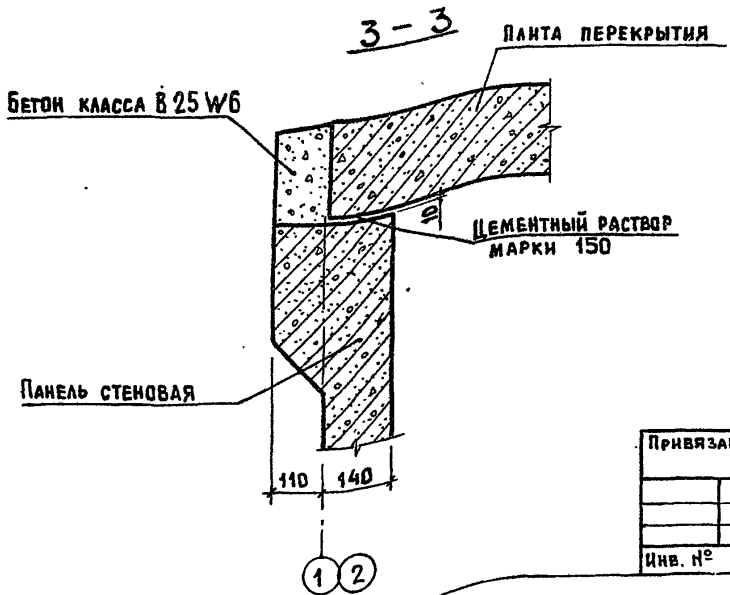 3 - 3
ПЛИТА ПЕРЕКРЫТИЯ
БЕТОН КЛАССА В 25 W6
10
ЦЕМЕНТНЫЙ РАСТВОР
МАРКИ 150
ПАНЕЛЬ СТЕНОВАЯ
110 140
1 2
ПРИВЯЗАН
ИНВ. №